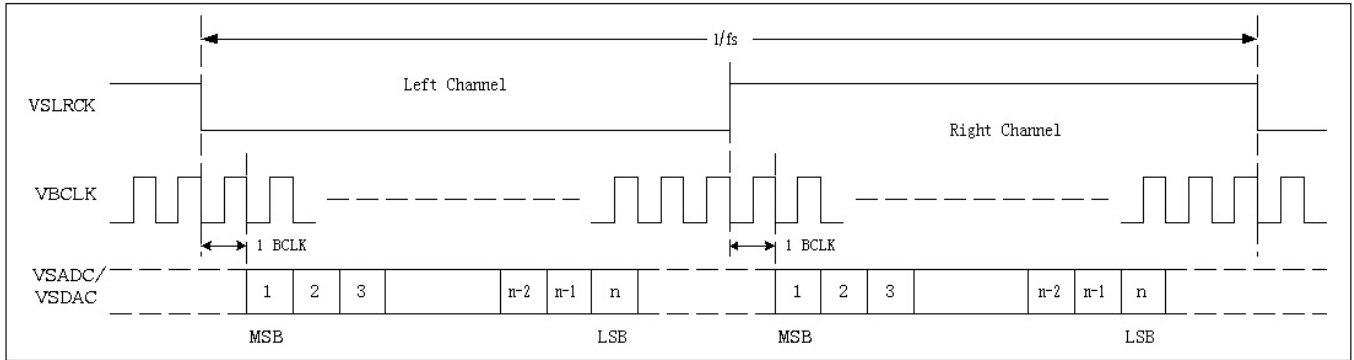 1/fs
Left Channel
VSLRCK
Right Channel
VBCLK
1 BCLK
1 BCLK
VSADC/
VSDAC
1 2 3 n-2 n-1 n 1 2 3 n-2 n-1 n
MSB LSB MSB LSB